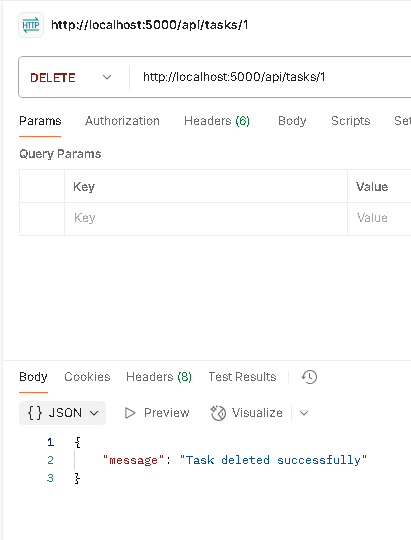 HTTP http://localhost:5000/api/tasks/1
DELETE http://localhost:5000/api/tasks/1
Params Authorization Headers (6) Body Scripts Set
Query Params
Key Value
Key Value
Body Cookies Headers (8) Test Results
{} JSON Preview Visualize
1 {
2 "message": "Task deleted successfully"
3 }